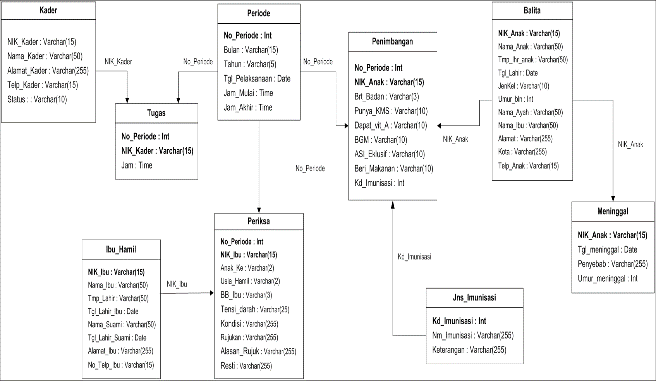 Kader
NIK_Kader : Varchar(15)
Nama_Kader : Varchar(50)
Alamat_Kader : Varchar(255)
Telp_Kader : Varchar(15)
Status : : Varchar(10)
NIK_Kader
Periode
No_Periode : Int
Bulan : Varchar(15)
Tahun : Varchar(5)
Tgl_Pelaksanaan : Date
Jam_Mulai : Time
Jam_Akhir : Time
No_Periode
No_Periode
No_Periode
Tugas
No_Periode : Int
NIK_Kader : Varchar(15)
Jam : Time
Penimbangan
No_Periode : Int
NIK_Anak : Varchar(15)
Brt_Badan : Varchar(3)
Punya_KMS : Varchar(10)
Dapat_vit_A : Varchar(10)
BGM : Varchar(10)
ASI_Eklusif : Varchar(10)
Beri_Makanan : Varchar(10)
Kd_Imunisasi : Int
Balita
NIK_Anak : Varchar(15)
Nama_Anak : Varchar(50)
Tmp_lhr_anak : Varchar(50)
Tgl_Lahir : Date
JenKel : Varchar(10)
Umur_bln : Int
Nama_Ayah : Varchar(50)
Nama_Ibu : Varchar(50)
Alamat : Varchar(255)
Kota : Varchar(255)
Telp_Anak : Varchar(15)
NIK_Anak
NIK_Anak
Meninggal
NIK_Anak : Varchar(15)
Tgl_meninggal : Date
Penyebab : Varchar(255)
Umur_meninggal : Int
Ibu_Hamil
NIK_Ibu : Varchar(15)
Nama_Ibu : Varchar(50)
Tmp_Lahir : Varchar(50)
Tgl_Lahir_Ibu : Date
Nama_Suami : Varchar(50)
Tgl_Lahir_Suami : Date
Alamat_Ibu : Varchar(255)
No_Telp_Ibu : Varchar(15)
NIK_Ibu
Periksa
No_Periode : Int
NIK_Ibu : Varchar(15)
Anak_Ke : Varchar(2)
Usia_Hamil : Varchar(2)
BB_Ibu : Varchar(3)
Tensi_darah : Varchar(25)
Kondisi : Varchar(255)
Rujukan : Varchar(255)
Alasan_Rujuk : Varchar(255)
Resti : Varchar(255)
Kd_Imunisasi
Jns_Imunisasi
Kd_Imunisasi : Int
Nm_Imunisasi : Varchar(255)
Keterangan : Varchar(255)